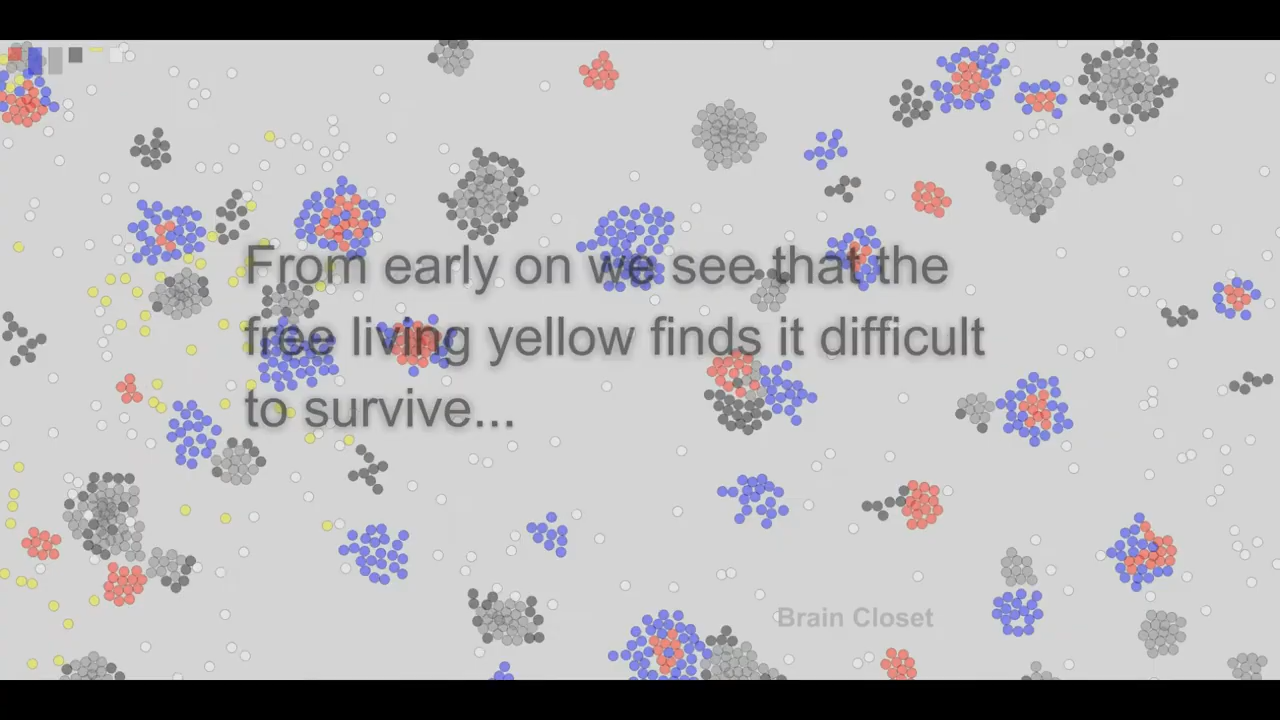 From early on we see that the
free living yellow finds it difficult
to survive...
Brain Closet